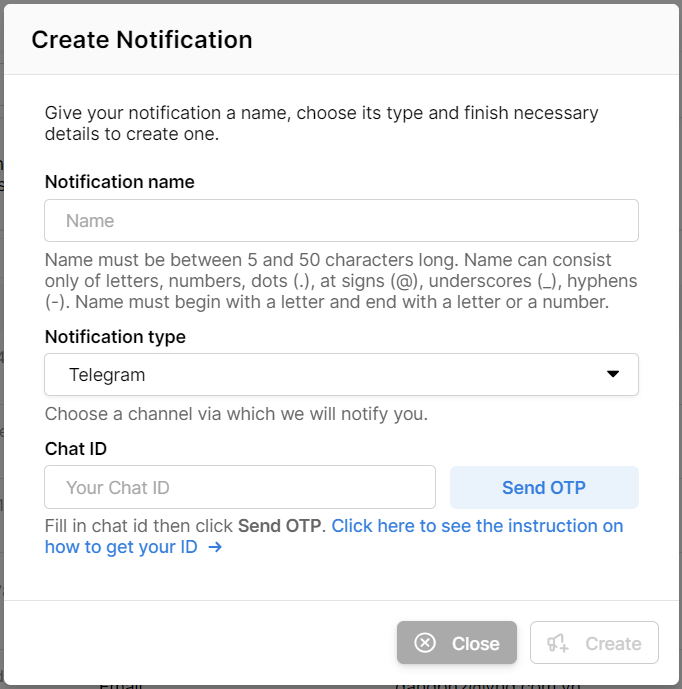 Create Notification
Give your notification a name, choose its type and finish necessary
details to create one.
Notification name
Name
Name must be between 5 and 50 characters long. Name can consist
only of letters, numbers, dots (.), at signs (@), underscores (_), hyphens
(-). Name must begin with a letter and end with a letter or a number.
Notification type
Telegram
Choose a channel via which we will notify you.
Chat ID
Your Chat ID
Send OTP
Fill in chat id then click Send OTP. Click here to see the instruction on
how to get your ID →
Close
Create
Email